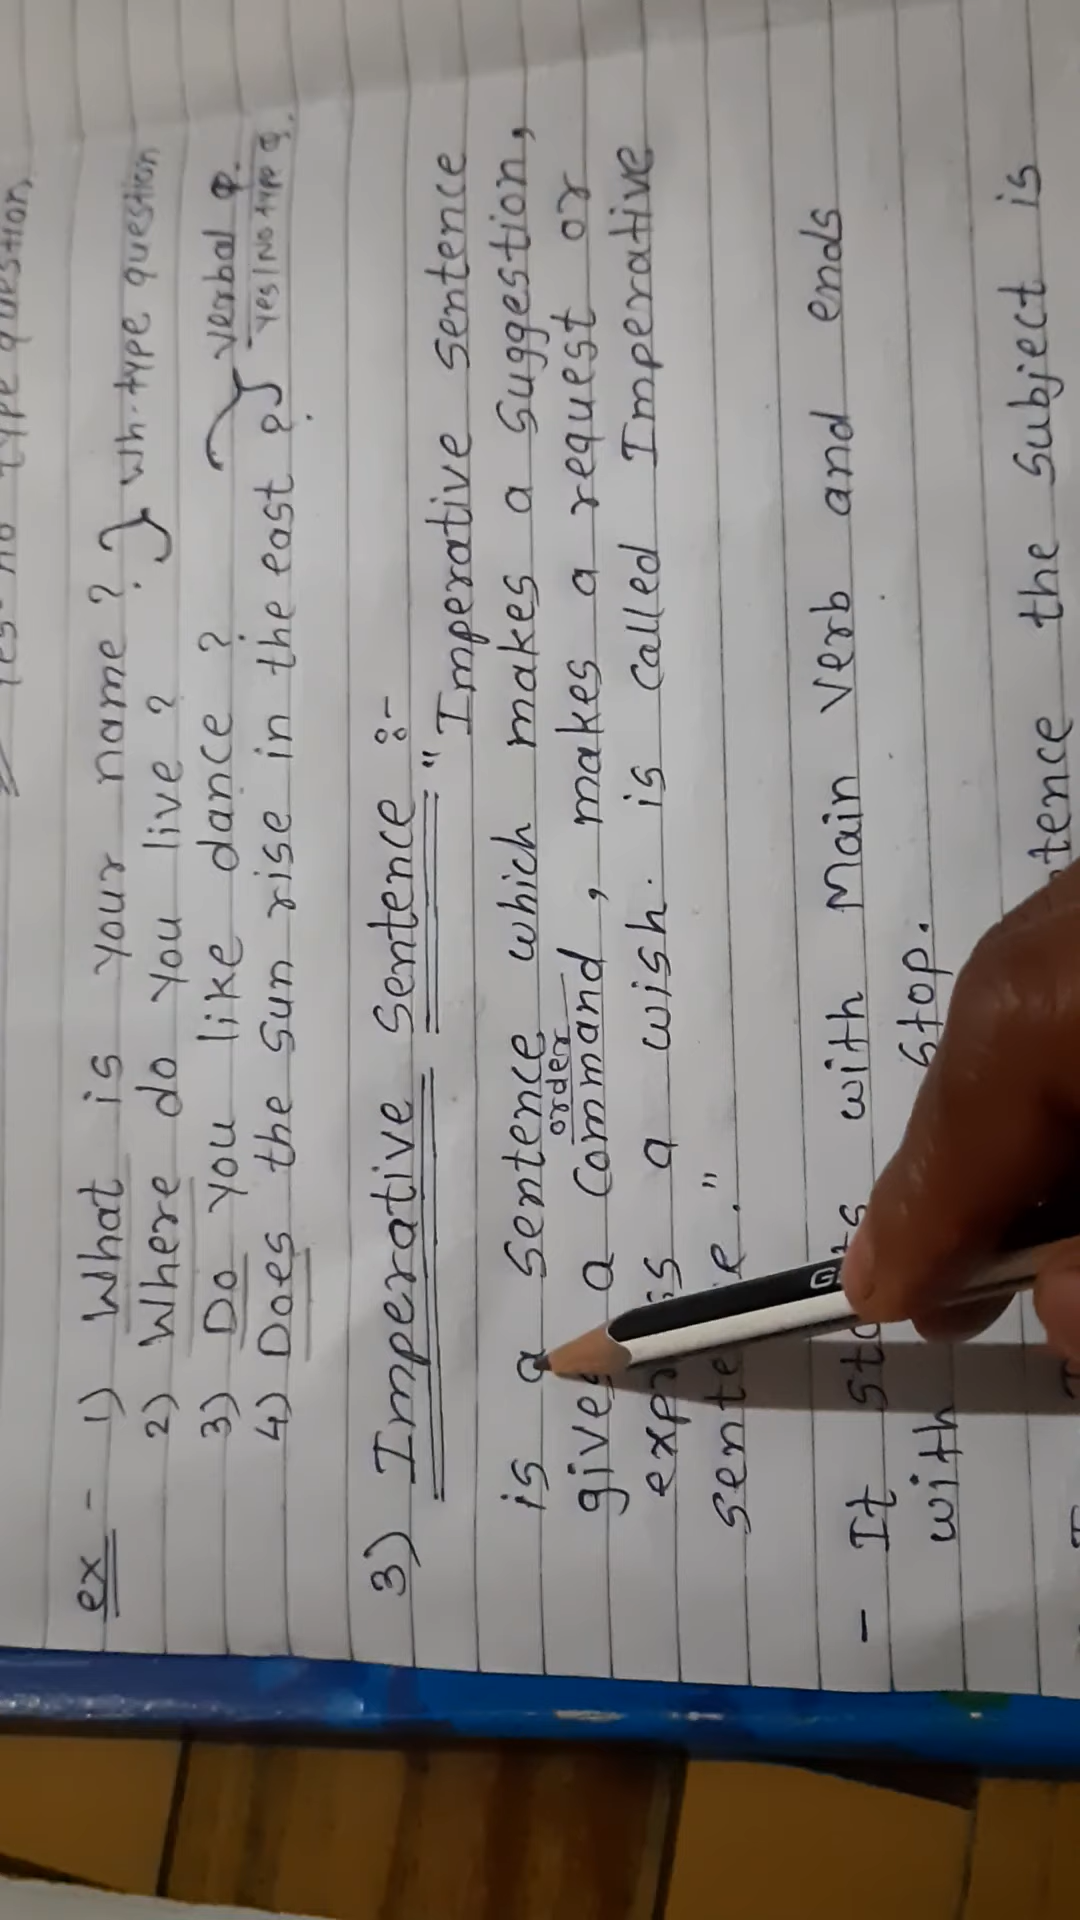 type question,
ex - 1) What is your name ? } Wh-type question
2) Where do you live ?
3) Do you like dance ? } verbal Q.
4) Does the sun rise in the east ? Yes/No type Q.
3) Imperative Sentence :-
" Imperative sentence
is a sentence which makes a suggestion,
order
gives a command, makes a request or
a wish. is called Imperative
."
- It with Main verb and ends
with stop.
the subject is